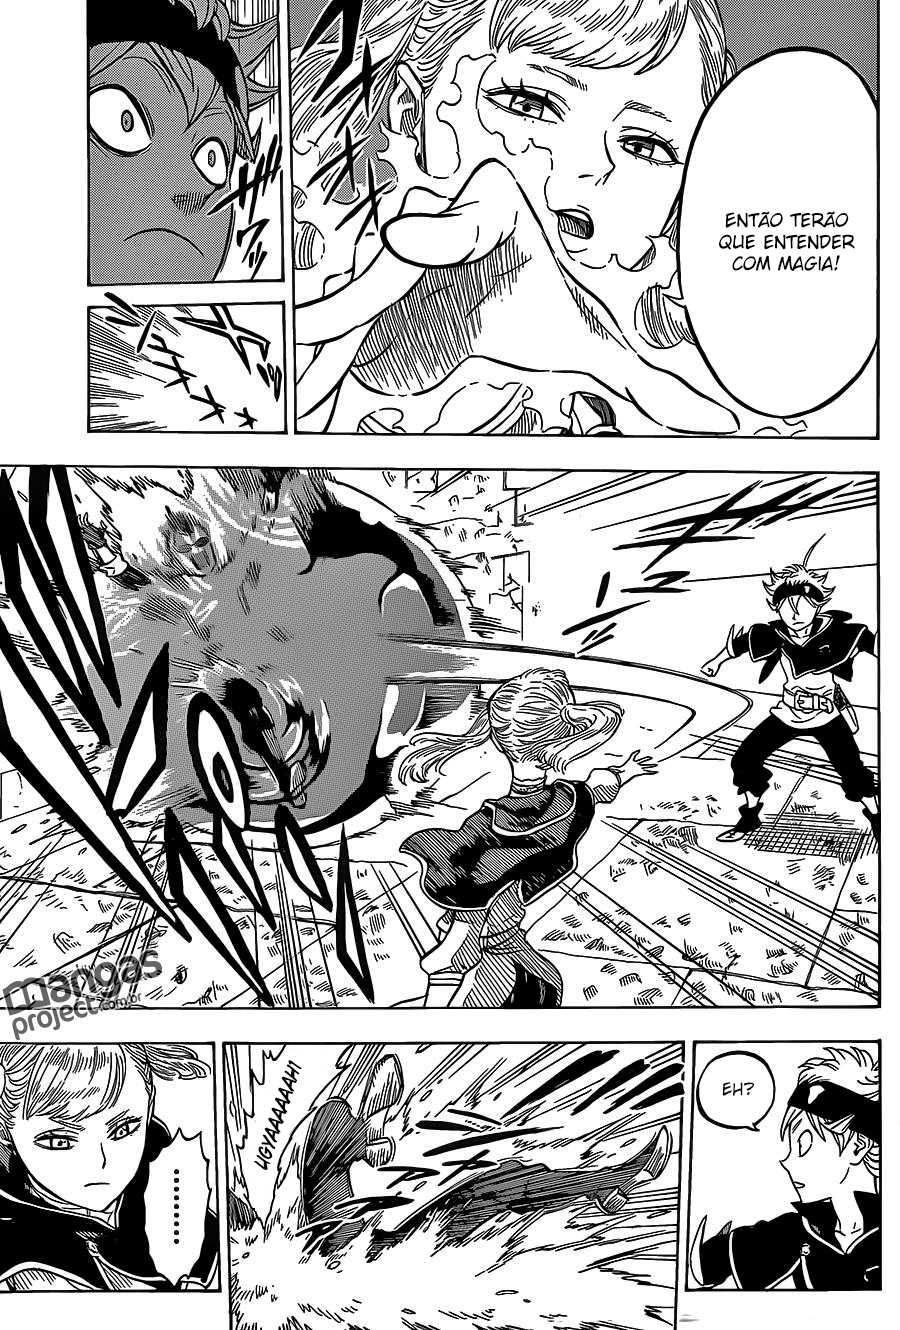 ENTÃO TERÃO
QUE ENTENDER
COM MAGIA!
mangas
project.com.br
EH?
UGYAAAAAAH!
........